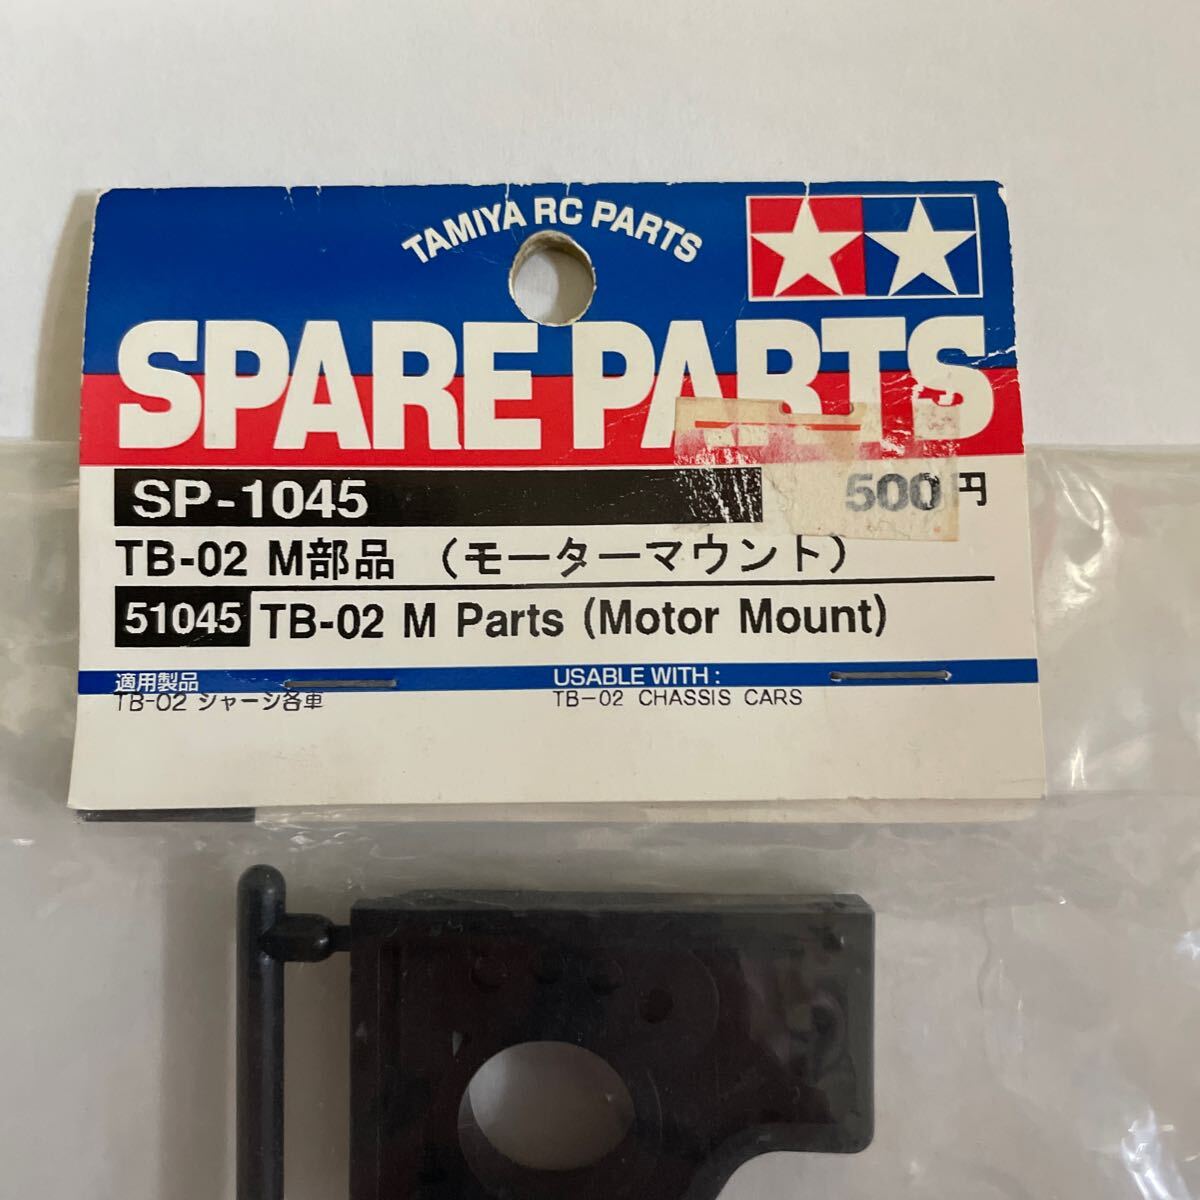 TAMIYA RC PARTS
SPARE PARTS
SP-1045
500円
TB-02 M部品 (モーターマウント)
51045 TB-02 M Parts (Motor Mount)
適用製品
TB-02 シャーシ各車
USABLE WITH:
TB-02 CHASSIS CARS